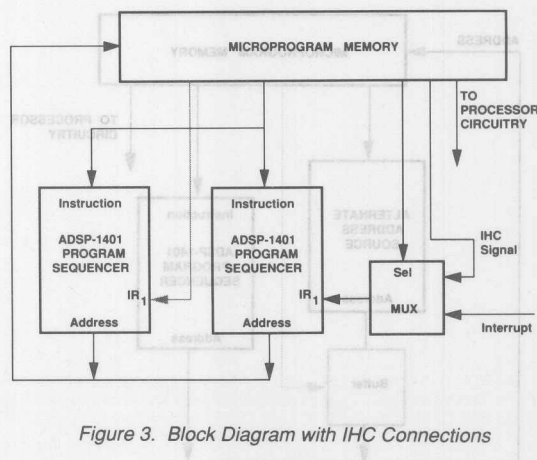 MICROPROGRAM MEMORY
TO
PROCESSOR
CIRCUITRY
Instruction
ADSP-1401
PROGRAM
SEQUENCER
IR1
Address
Instruction
ADSP-1401
PROGRAM
SEQUENCER
IR1
Address
IHC
Signal
Sel
MUX
Interrupt
Figure 3. Block Diagram with IHC Connections